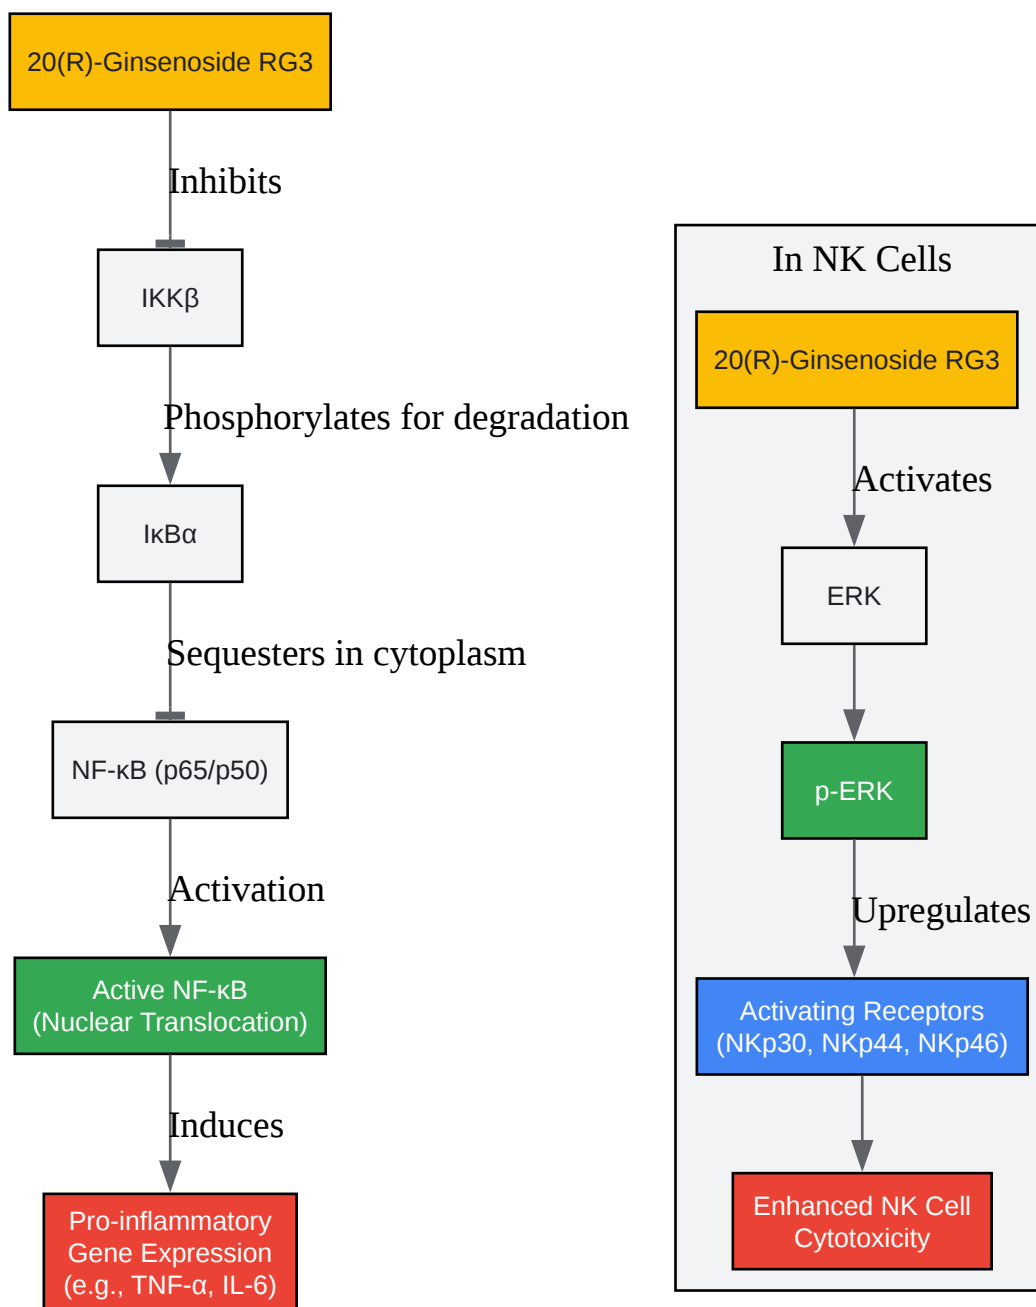 20(R)-Ginsenoside RG3
Inhibits
IKKβ
Phosphorylates for degradation
IκBα
Sequesters in cytoplasm
NF-κB (p65/p50)
Activation
Active NF-κB
(Nuclear Translocation)
Induces
Pro-inflammatory
Gene Expression
(e.g., TNF-α, IL-6)
In NK Cells
20(R)-Ginsenoside RG3
Activates
ERK
p-ERK
Upregulates
Activating Receptors
(NKp30, NKp44, NKp46)
Enhanced NK Cell
Cytotoxicity